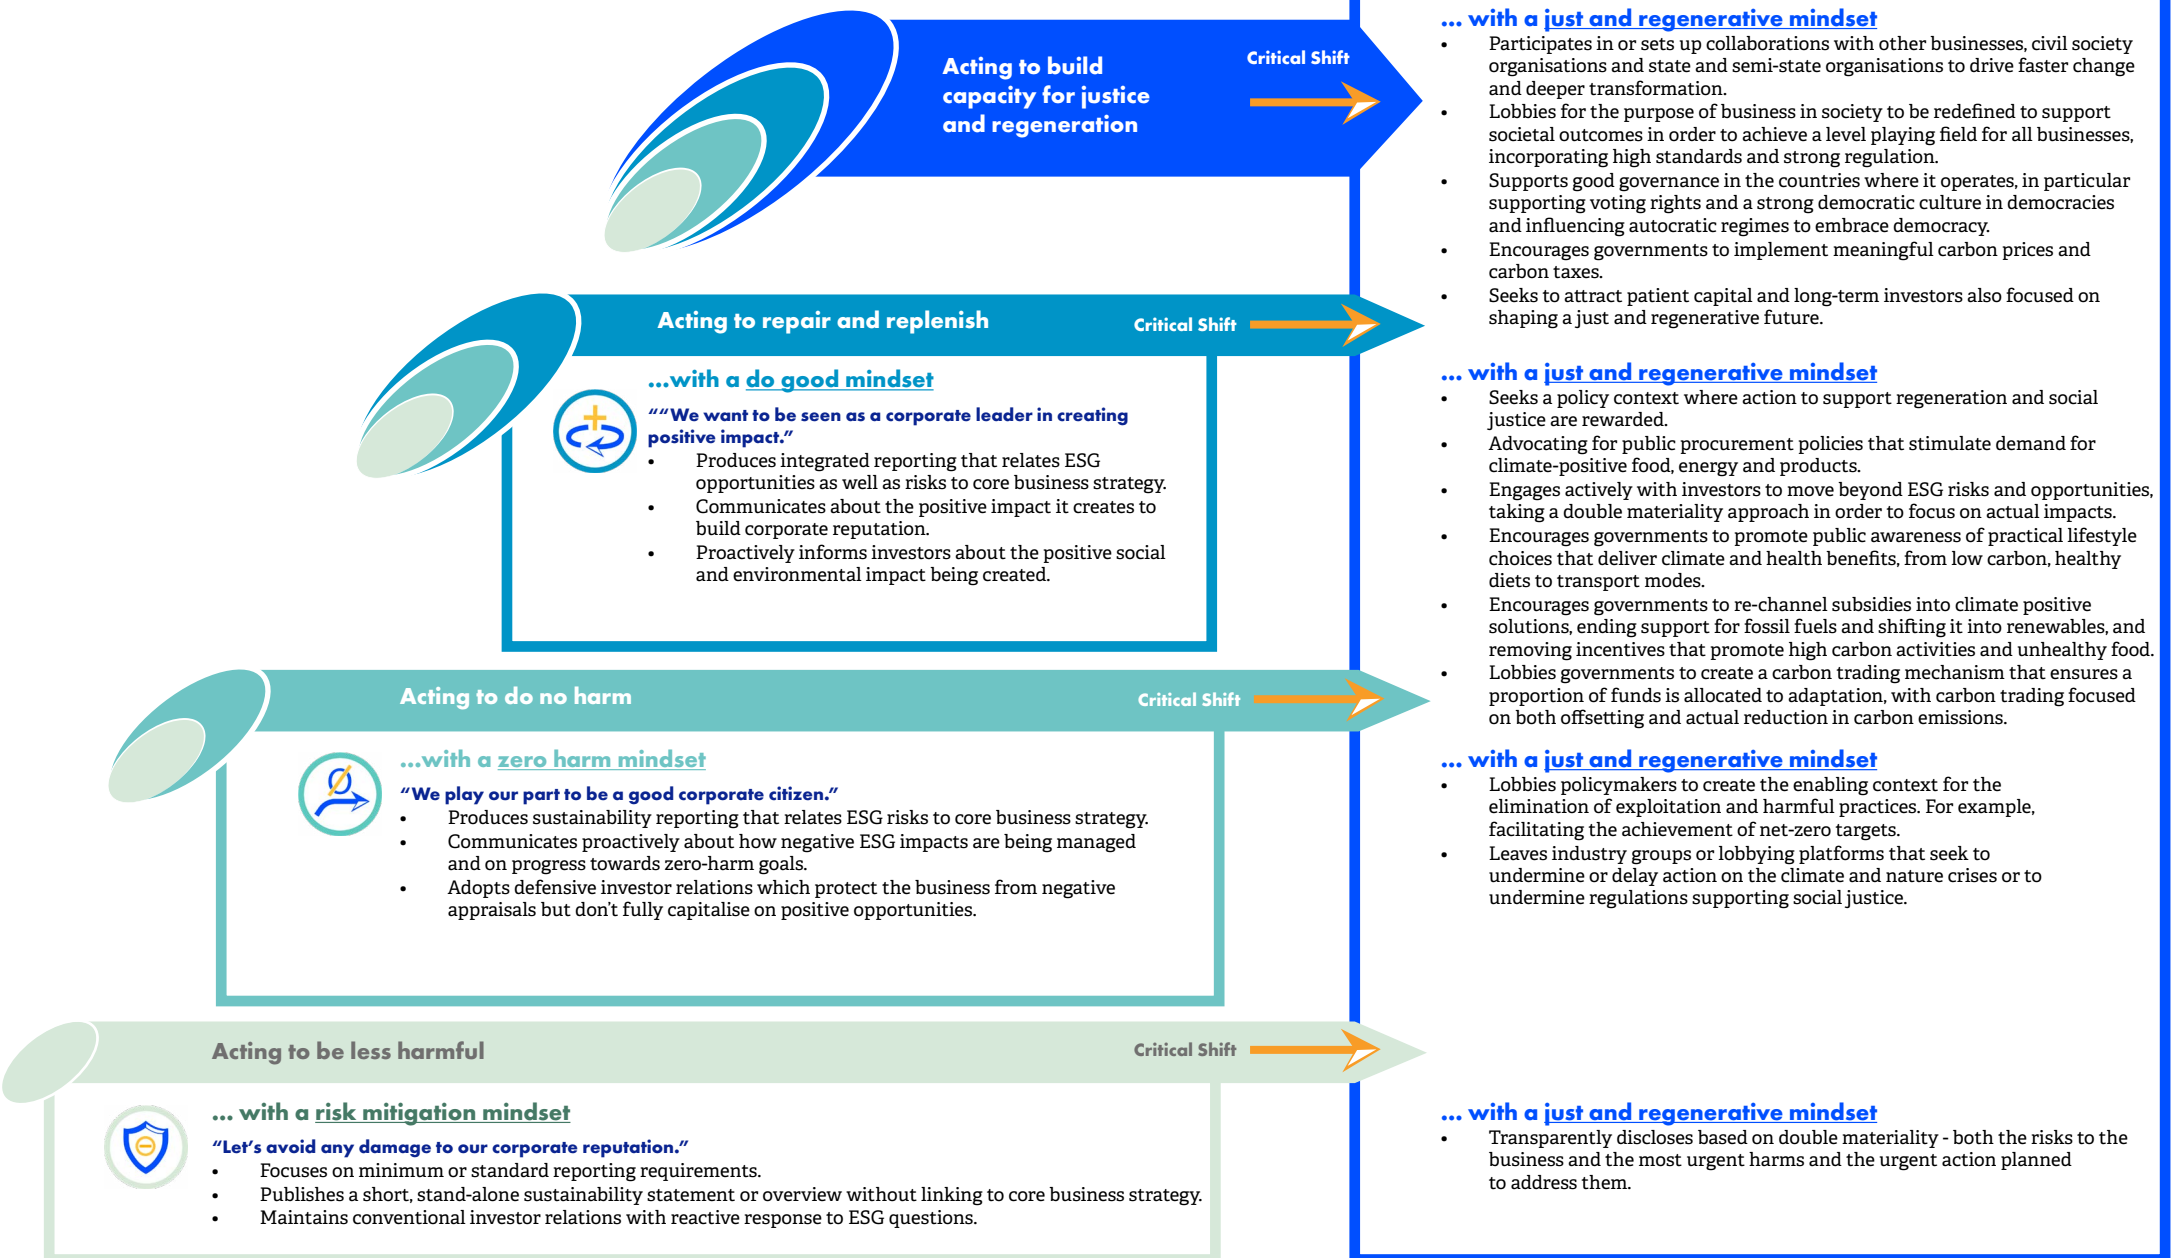 Acting to build
capacity for justice
and regeneration
Critical Shift
... with a just and regenerative mindset
• Participates in or sets up collaborations with other businesses, civil society
organisations and state and semi-state organisations to drive faster change
and deeper transformation.
• Lobbies for the purpose of business in society to be redefined to support
societal outcomes in order to achieve a level playing field for all businesses,
incorporating high standards and strong regulation.
• Supports good governance in the countries where it operates, in particular
supporting voting rights and a strong democratic culture in democracies
and influencing autocratic regimes to embrace democracy.
• Encourages governments to implement meaningful carbon prices and
carbon taxes.
• Seeks to attract patient capital and long-term investors also focused on
shaping a just and regenerative future.
Acting to repair and replenish
Critical Shift
...with a do good mindset
““We want to be seen as a corporate leader in creating
positive impact.”
• Produces integrated reporting that relates ESG
opportunities as well as risks to core business strategy.
• Communicates about the positive impact it creates to
build corporate reputation.
• Proactively informs investors about the positive social
and environmental impact being created.
... with a just and regenerative mindset
• Seeks a policy context where action to support regeneration and social
justice are rewarded.
• Advocating for public procurement policies that stimulate demand for
climate-positive food, energy and products.
• Engages actively with investors to move beyond ESG risks and opportunities,
taking a double materiality approach in order to focus on actual impacts.
• Encourages governments to promote public awareness of practical lifestyle
choices that deliver climate and health benefits, from low carbon, healthy
diets to transport modes.
• Encourages governments to re-channel subsidies into climate positive
solutions, ending support for fossil fuels and shifting it into renewables, and
removing incentives that promote high carbon activities and unhealthy food.
• Lobbies governments to create a carbon trading mechanism that ensures a
proportion of funds is allocated to adaptation, with carbon trading focused
on both offsetting and actual reduction in carbon emissions.
Acting to do no harm
Critical Shift
...with a zero harm mindset
“We play our part to be a good corporate citizen.”
• Produces sustainability reporting that relates ESG risks to core business strategy.
• Communicates proactively about how negative ESG impacts are being managed
and on progress towards zero-harm goals.
• Adopts defensive investor relations which protect the business from negative
appraisals but don’t fully capitalise on positive opportunities.
... with a just and regenerative mindset
• Lobbies policymakers to create the enabling context for the
elimination of exploitation and harmful practices. For example,
facilitating the achievement of net-zero targets.
• Leaves industry groups or lobbying platforms that seek to
undermine or delay action on the climate and nature crises or to
undermine regulations supporting social justice.
Acting to be less harmful
Critical Shift
... with a risk mitigation mindset
“Let’s avoid any damage to our corporate reputation.”
• Focuses on minimum or standard reporting requirements.
• Publishes a short, stand-alone sustainability statement or overview without linking to core business strategy.
• Maintains conventional investor relations with reactive response to ESG questions.
... with a just and regenerative mindset
• Transparently discloses based on double materiality - both the risks to the
business and the most urgent harms and the urgent action planned
to address them.